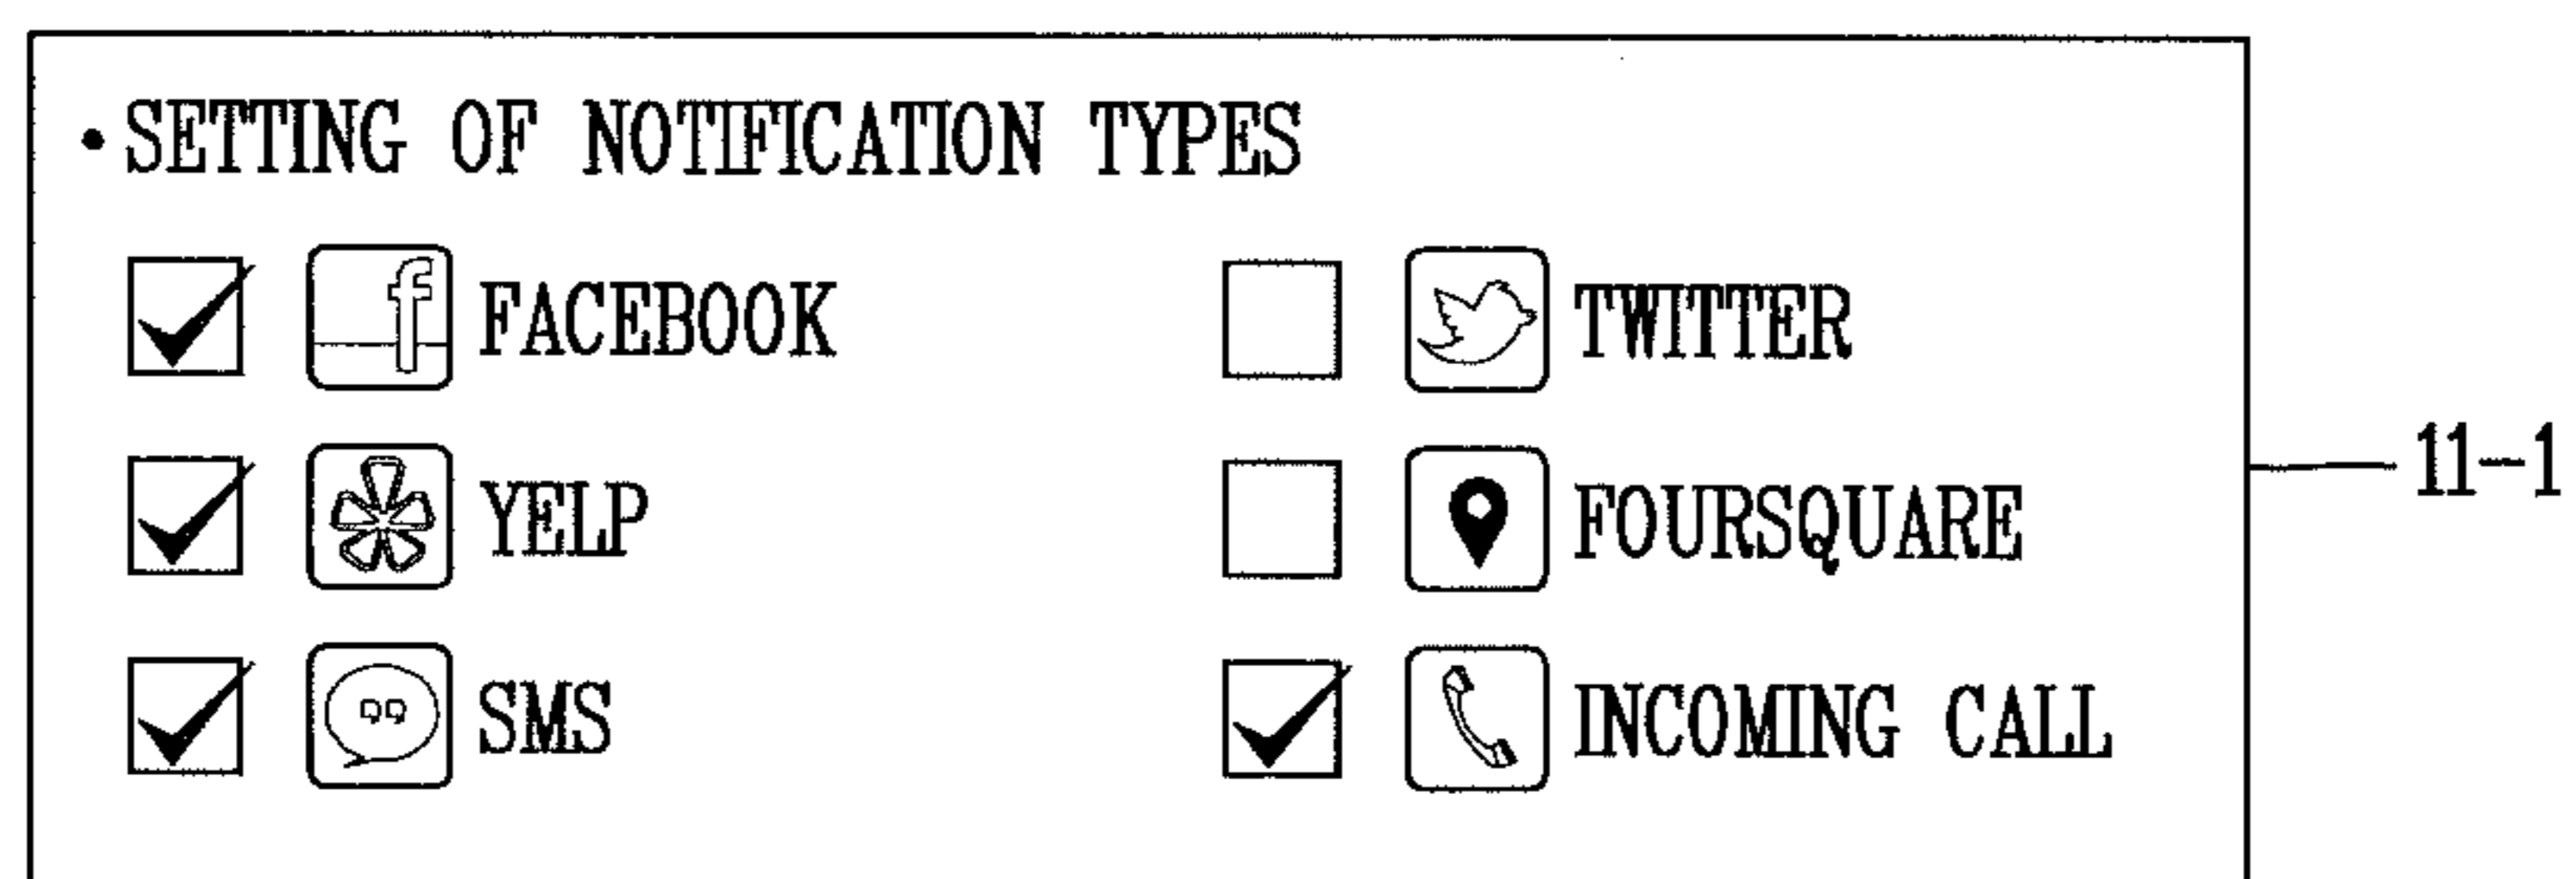 • SETTING OF NOTIFICATION TYPES
FACEBOOK
TWITTER
YELP
FOURSQUARE
SMS
INCOMING CALL
11-1